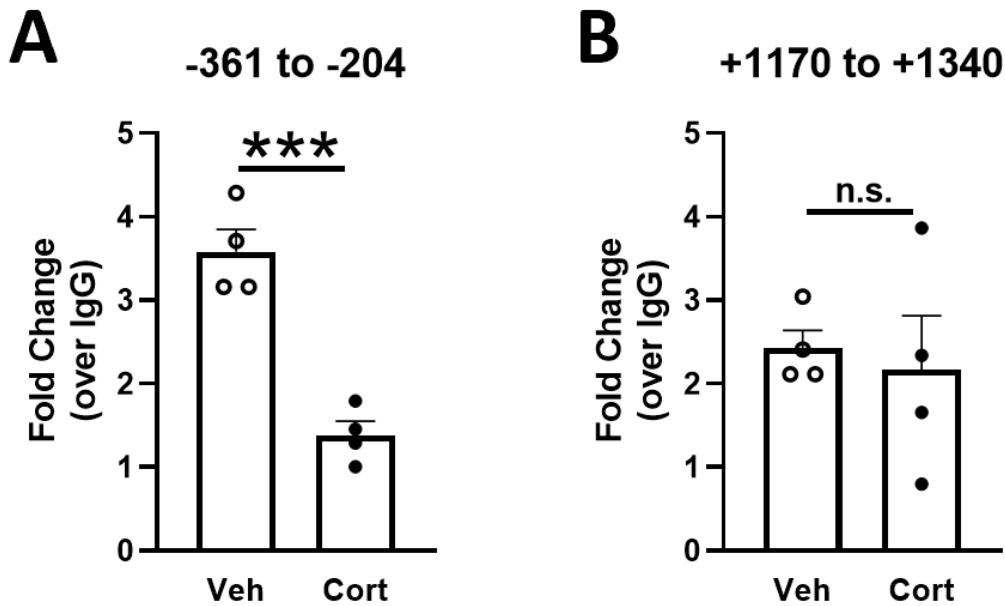 A
-361 to -204
Fold Change
(over IgG)
5
4
3
2
1
0
***
Veh
Cort
B
+1170 to +1340
Fold Change
(over IgG)
5
4
3
2
1
0
n.s.
Veh
Cort